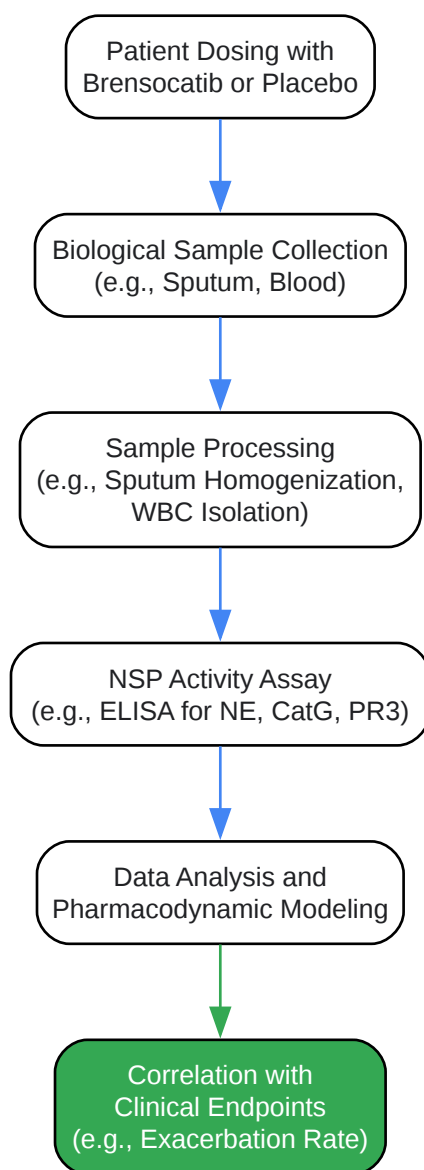 Patient Dosing with
Brensocatib or Placebo
Biological Sample Collection
(e.g., Sputum, Blood)
Sample Processing
(e.g., Sputum Homogenization,
WBC Isolation)
NSP Activity Assay
(e.g., ELISA for NE, CatG, PR3)
Data Analysis and
Pharmacodynamic Modeling
Correlation with
Clinical Endpoints
(e.g., Exacerbation Rate)